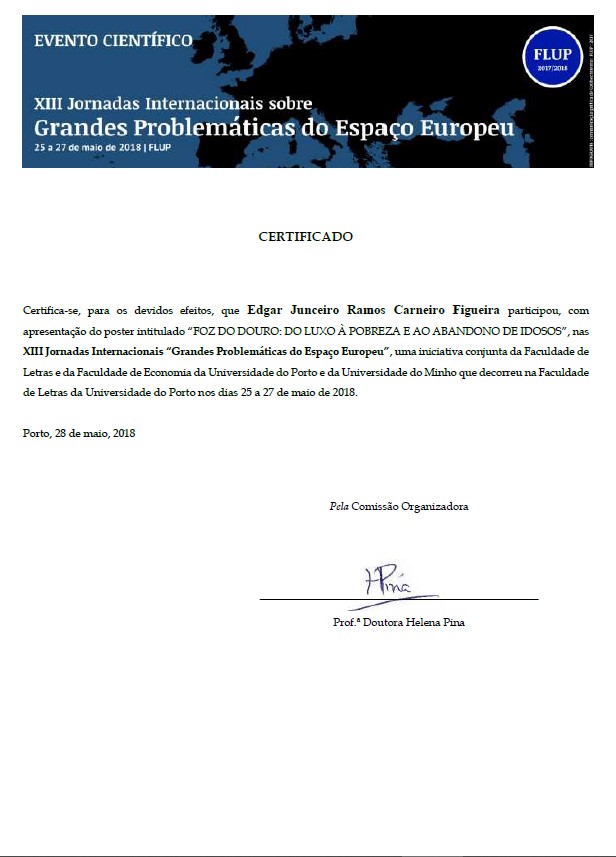 EVENTO CIENTÍFICO
FLUP
2017/2018
XIII Jornadas Internacionais sobre
Grandes Problemáticas do Espaço Europeu
25 a 27 de maio de 2018 | FLUP
CERTIFICADO
Certifica-se, para os devidos efeitos, que Edgar Junceiro Ramos Carneiro Figueira participou, com
apresentação do poster intitulado “FOZ DO DOURO: DO LUXO À POBREZA E AO ABANDONO DE IDOSOS”, nas
XIII Jornadas Internacionais “Grandes Problemáticas do Espaço Europeu”, uma iniciativa conjunta da Faculdade de
Letras e da Faculdade de Economia da Universidade do Porto e da Universidade do Minho que decorreu na Faculdade
de Letras da Universidade do Porto nos dias 25 a 27 de maio de 2018.
Porto, 28 de maio, 2018
Pela Comissão Organizadora
HPina
Prof.ª Doutora Helena Pina